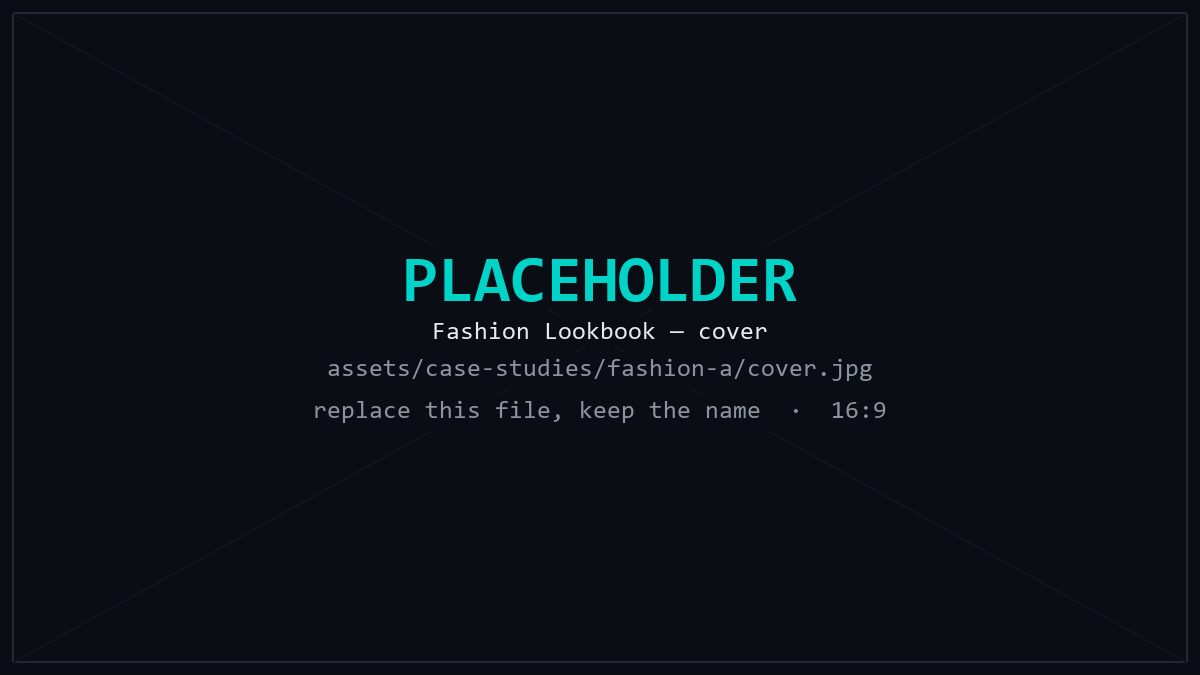 PLACEHOLDER
Fashion Lookbook — cover
assets/case-studies/fashion-a/cover.jpg
replace this file, keep the name · 16:9